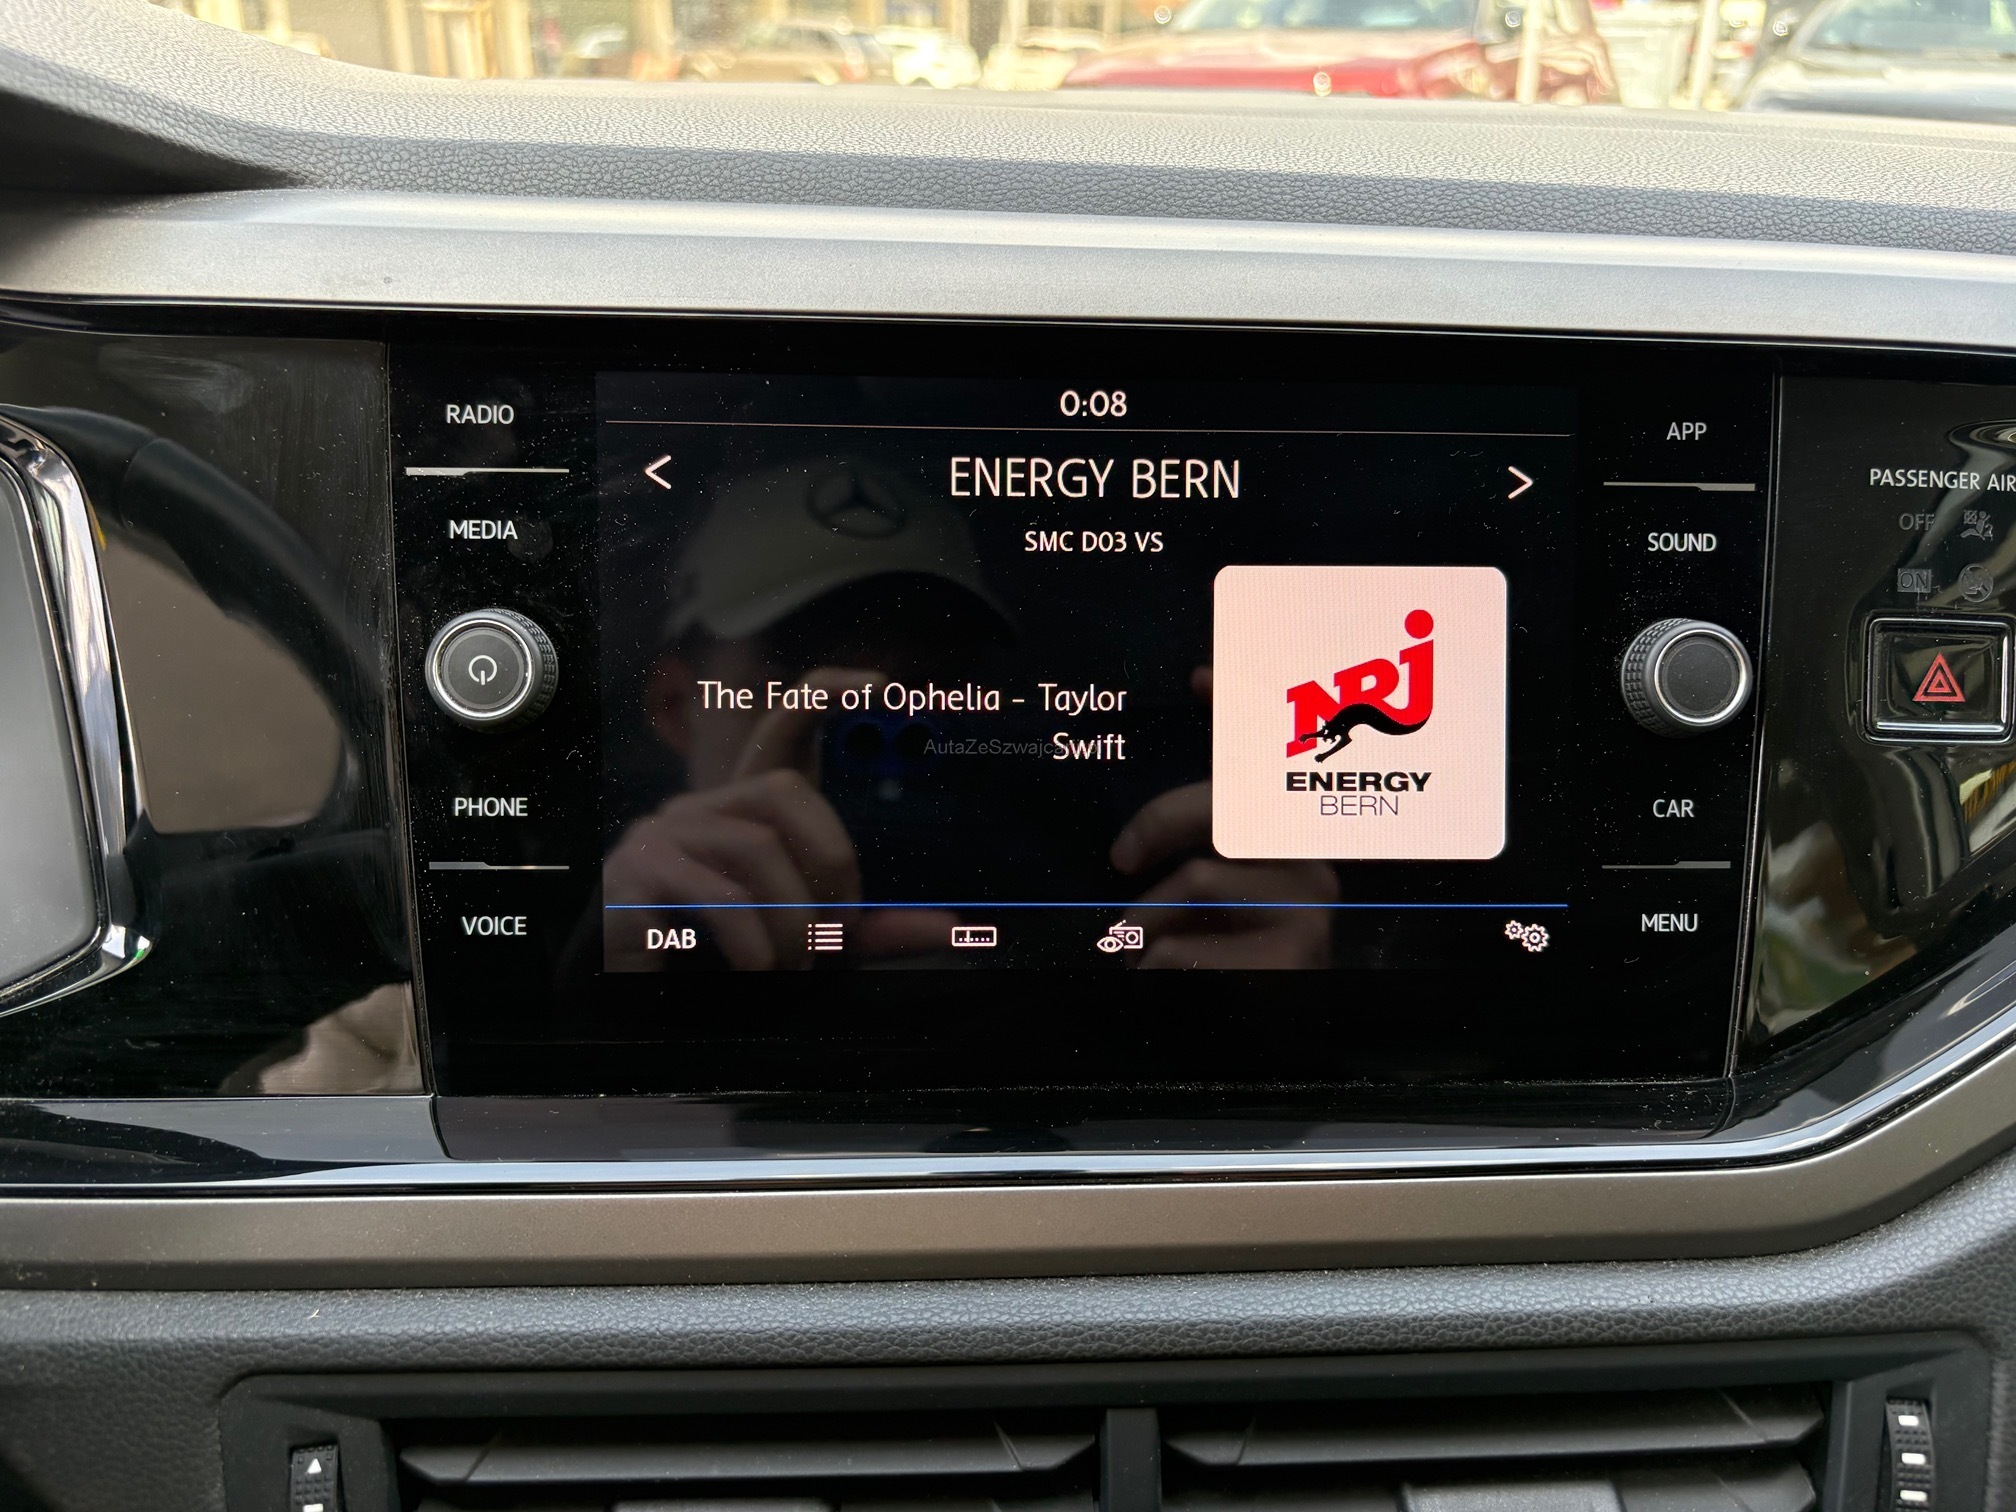 RADIO
MEDIA
PHONE
VOICE
0:08
ENERGY BERN
SMC D03 VS
The Fate of Ophelia - Taylor
Swift
NRJ
ENERGY
BERN
DAB
APP
SOUND
CAR
MENU
PASSENGER AIR
OFF
ON